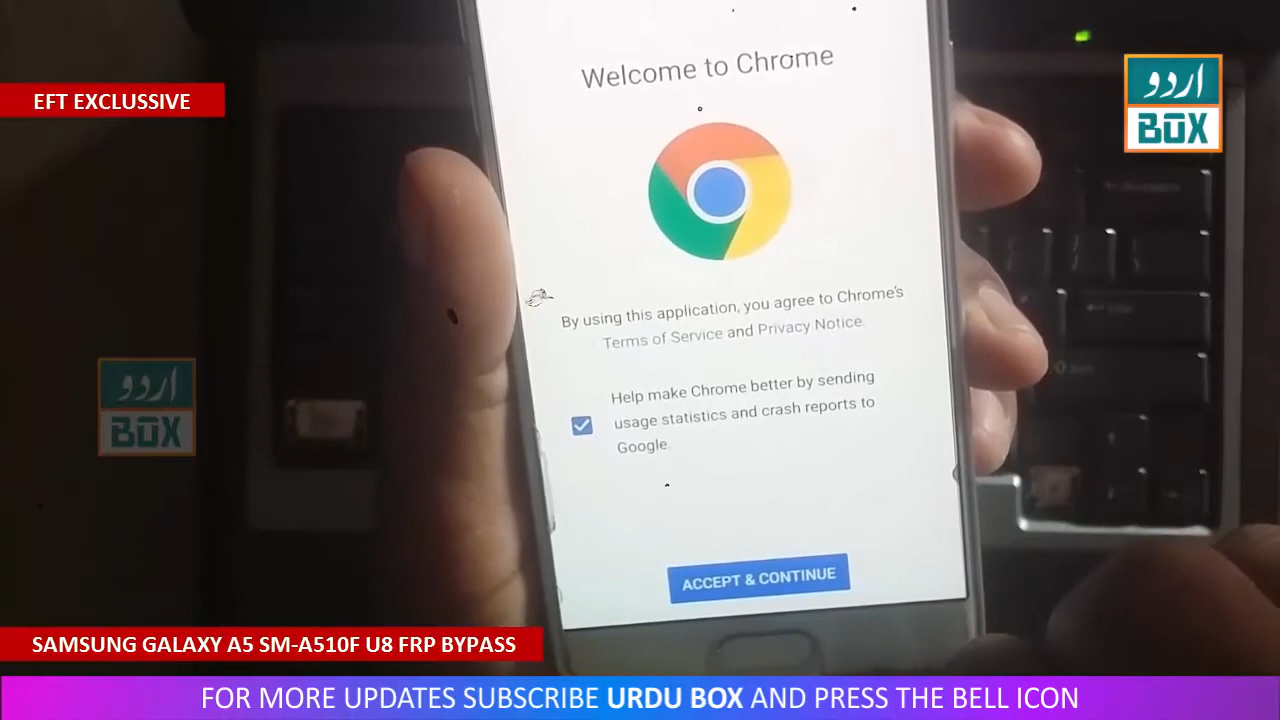 Welcome to Chrome
EFT EXCLUSSIVE
اردو
BOX
By using this application, you agree to Chrome's
Terms of Service and Privacy Notice.
Help make Chrome better by sending
usage statistics and crash reports to
Google
اردو
BOX
ACCEPT & CONTINUE
SAMSUNG GALAXY A5 SM-A510F U8 FRP BYPASS
FOR MORE UPDATES SUBSCRIBE URDU BOX AND PRESS THE BELL ICON